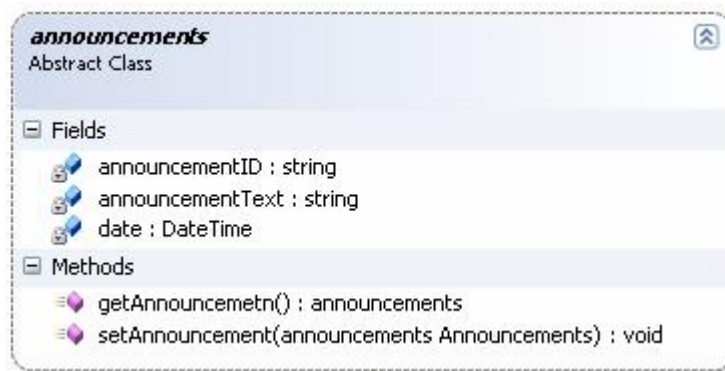 announcements
Abstract Class
Fields
announcementID : string
announcementText : string
date : DateTime
Methods
getAnnouncemetn() : announcements
setAnnouncement(announcements Announcements) : void